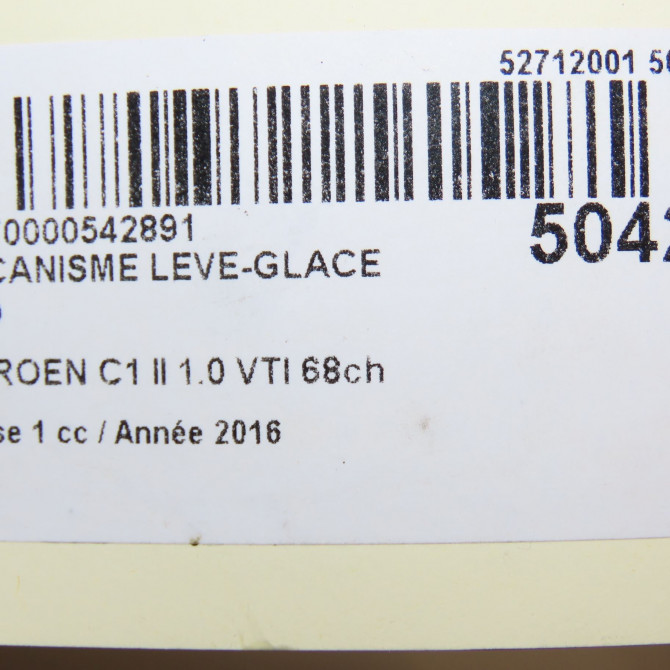 52712001 50
0000542891
5042
CANISME LEVE-GLACE
ROEN C1 II 1.0 VTI 68ch
se 1 cc / Année 2016